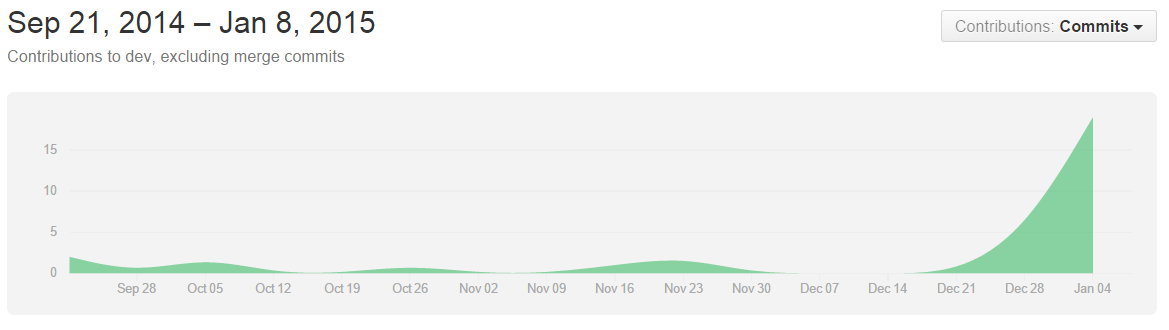 Sep 21, 2014 – Jan 8, 2015
Contributions: Commits
Contributions to dev, excluding merge commits
15
10
5
0
Sep 28 Oct 05 Oct 12 Oct 19 Oct 26 Nov 02 Nov 09 Nov 16 Nov 23 Nov 30 Dec 07 Dec 14 Dec 21 Dec 28 Jan 04